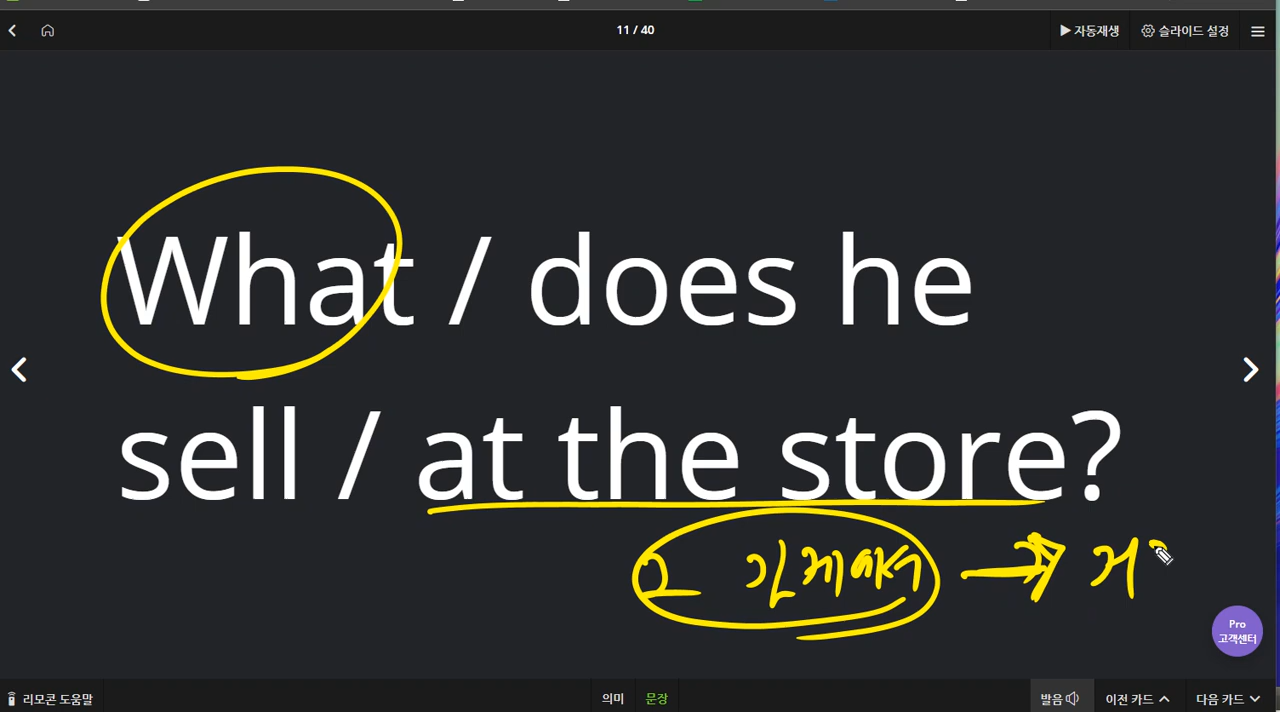 11 / 40
자동재생
슬라이드 설정
What / does he
sell / at the store?
그 가게에서 → 거
Pro
고객센터
리모콘 도움말
의미
문장
발음
이전 카드
다음 카드